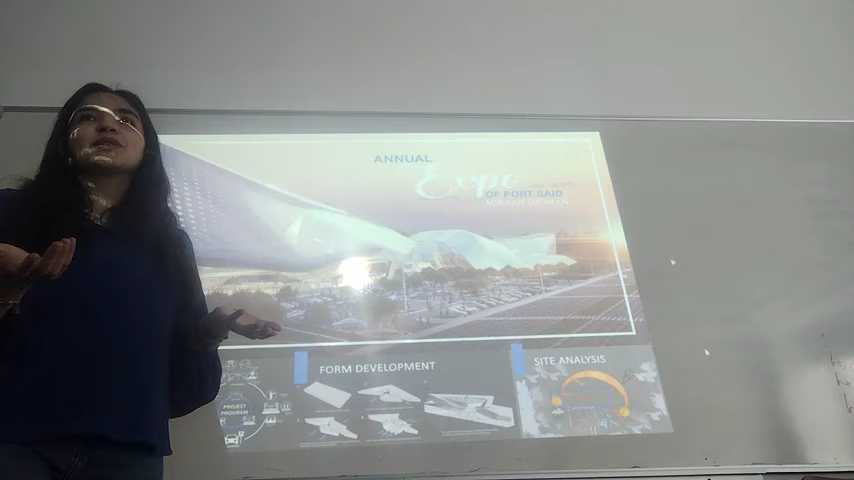 ANNUAL
Expo
OF PORT SAID
FORM DEVELOPMENT
SITE ANALYSIS
PROJECT
PROGRAM